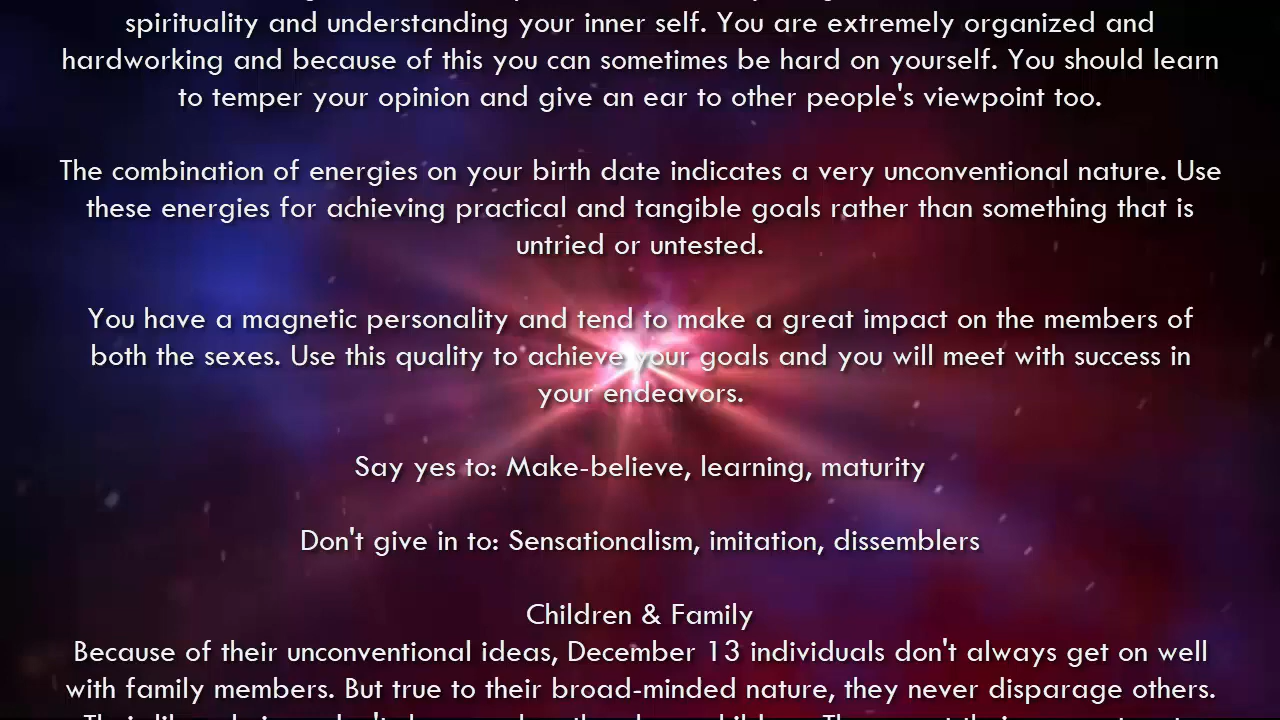 spirituality and understanding your inner self. You are extremely organized and
hardworking and because of this you can sometimes be hard on yourself. You should learn
to temper your opinion and give an ear to other people's viewpoint too.
The combination of energies on your birth date indicates a very unconventional nature. Use
these energies for achieving practical and tangible goals rather than something that is
untried or untested.
You have a magnetic personality and tend to make a great impact on the members of
both the sexes. Use this quality to achieve your goals and you will meet with success in
your endeavors.
Say yes to: Make-believe, learning, maturity
Don't give in to: Sensationalism, imitation, dissemblers
Children & Family
Because of their unconventional ideas, December 13 individuals don't always get on well
with family members. But true to their broad-minded nature, they never disparage others.